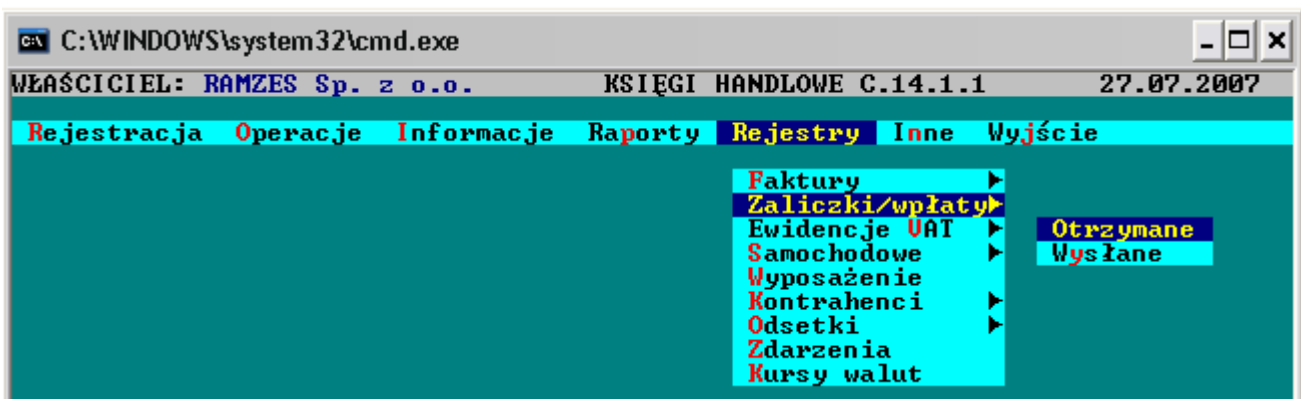 C:\WINDOWS\system32\cmd.exe
WŁAŚCICIEL: RAMZES Sp. z o.o. KSIĘGI HANDLOWE C.14.1.1 27.07.2007
Rejestracja Operacje Informacje Raporty Rejestry Inne Wyjście
Faktury
Zaliczki/wpłaty
Ewidencje VAT Otrzymane
Samochodowe Wysłane
Wyposażenie
Kontrahenci
Odsetki
Zdarzenia
Kursy walut